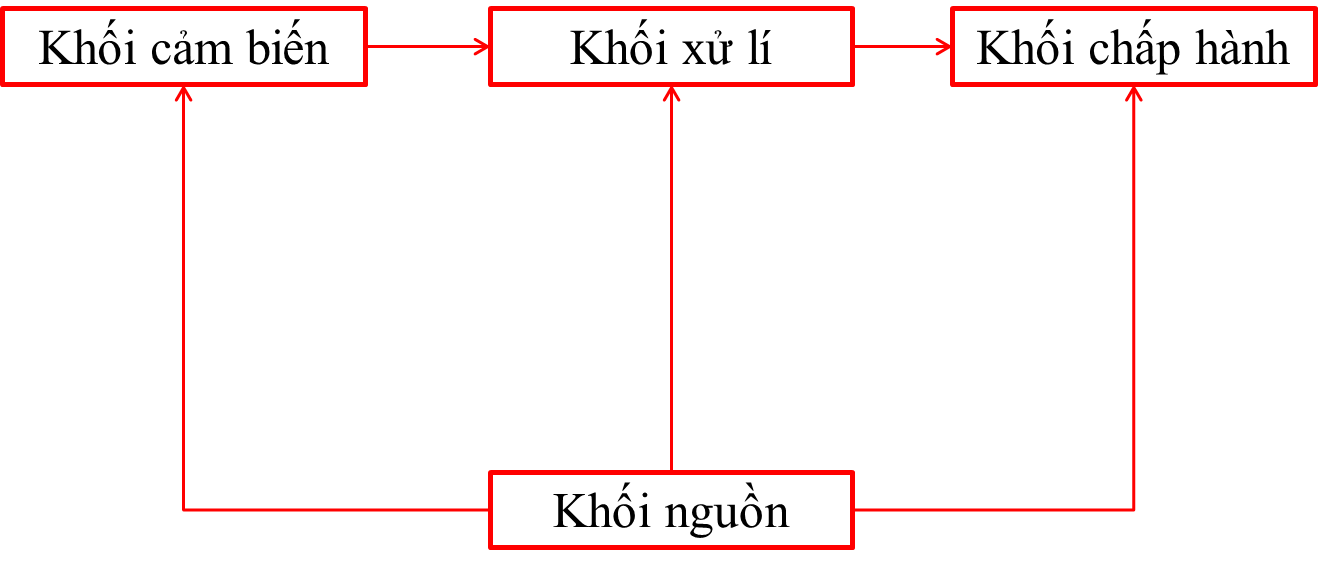 Khối cảm biến
Khối xử lí
Khối chấp hành
Khối nguồn